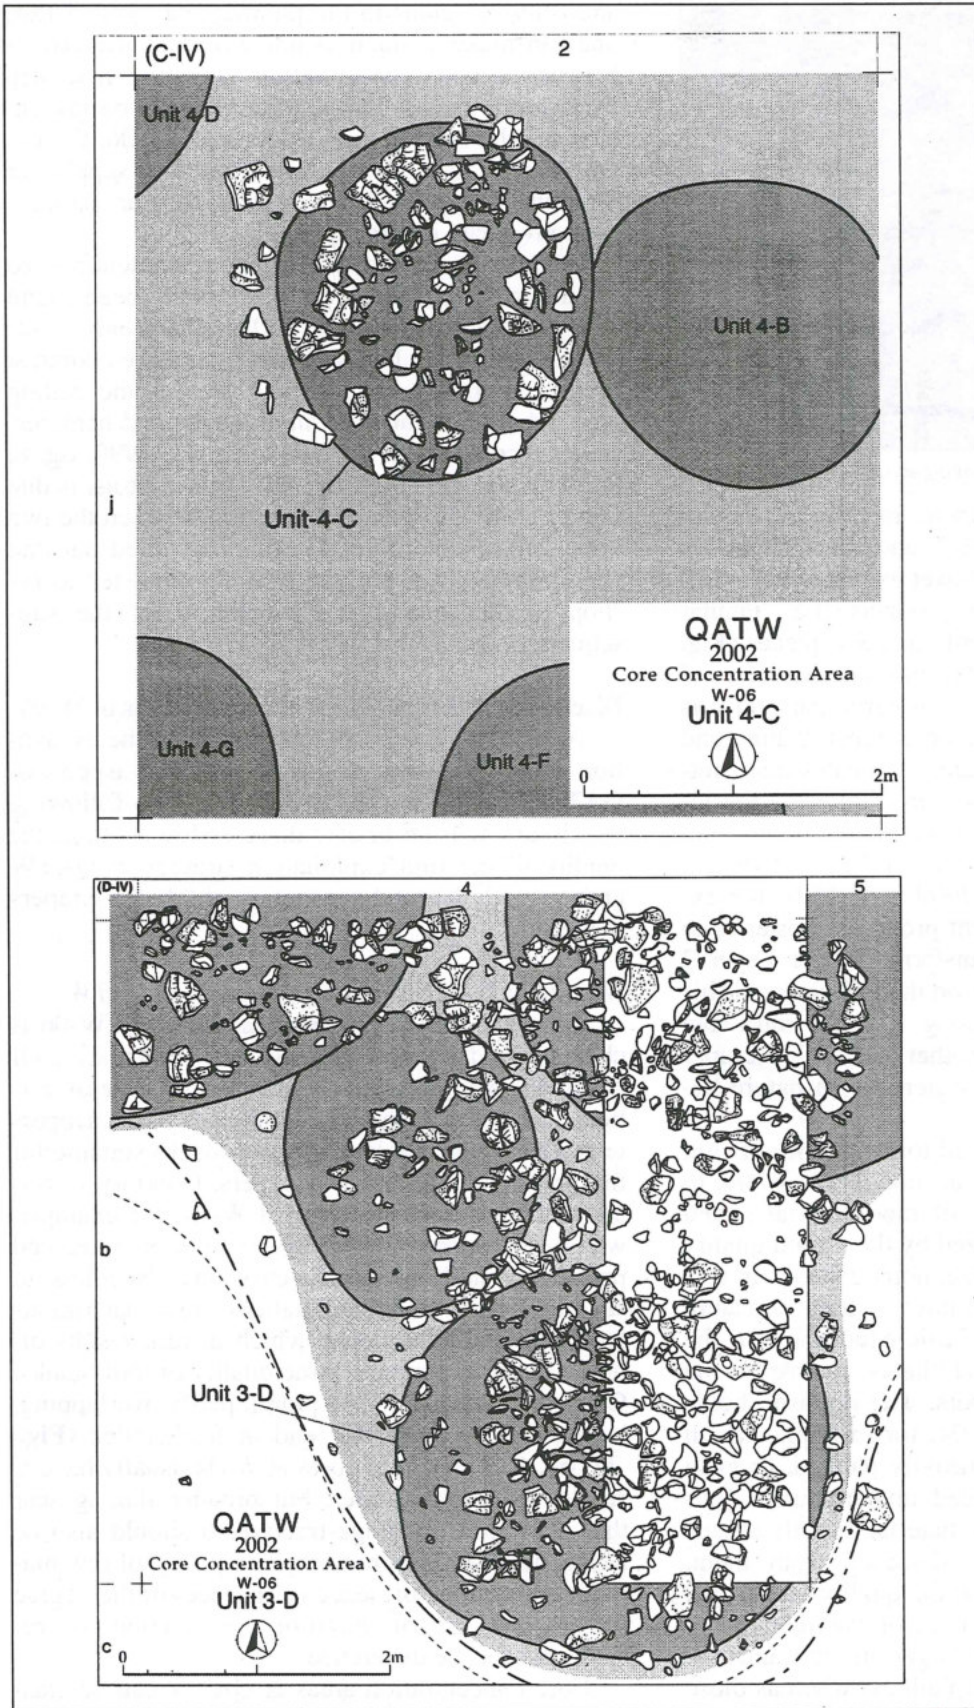 (C-IV)
2
Unit 4-D
Unit 4-B
j
Unit-4-C
QATW
2002
Core Concentration Area
W-06
Unit 4-C
Unit 4-G
Unit 4-F
0
2m
(D-IV)
4
5
b
Unit 3-D
QATW
2002
Core Concentration Area
W-06
Unit 3-D
c
0
2m